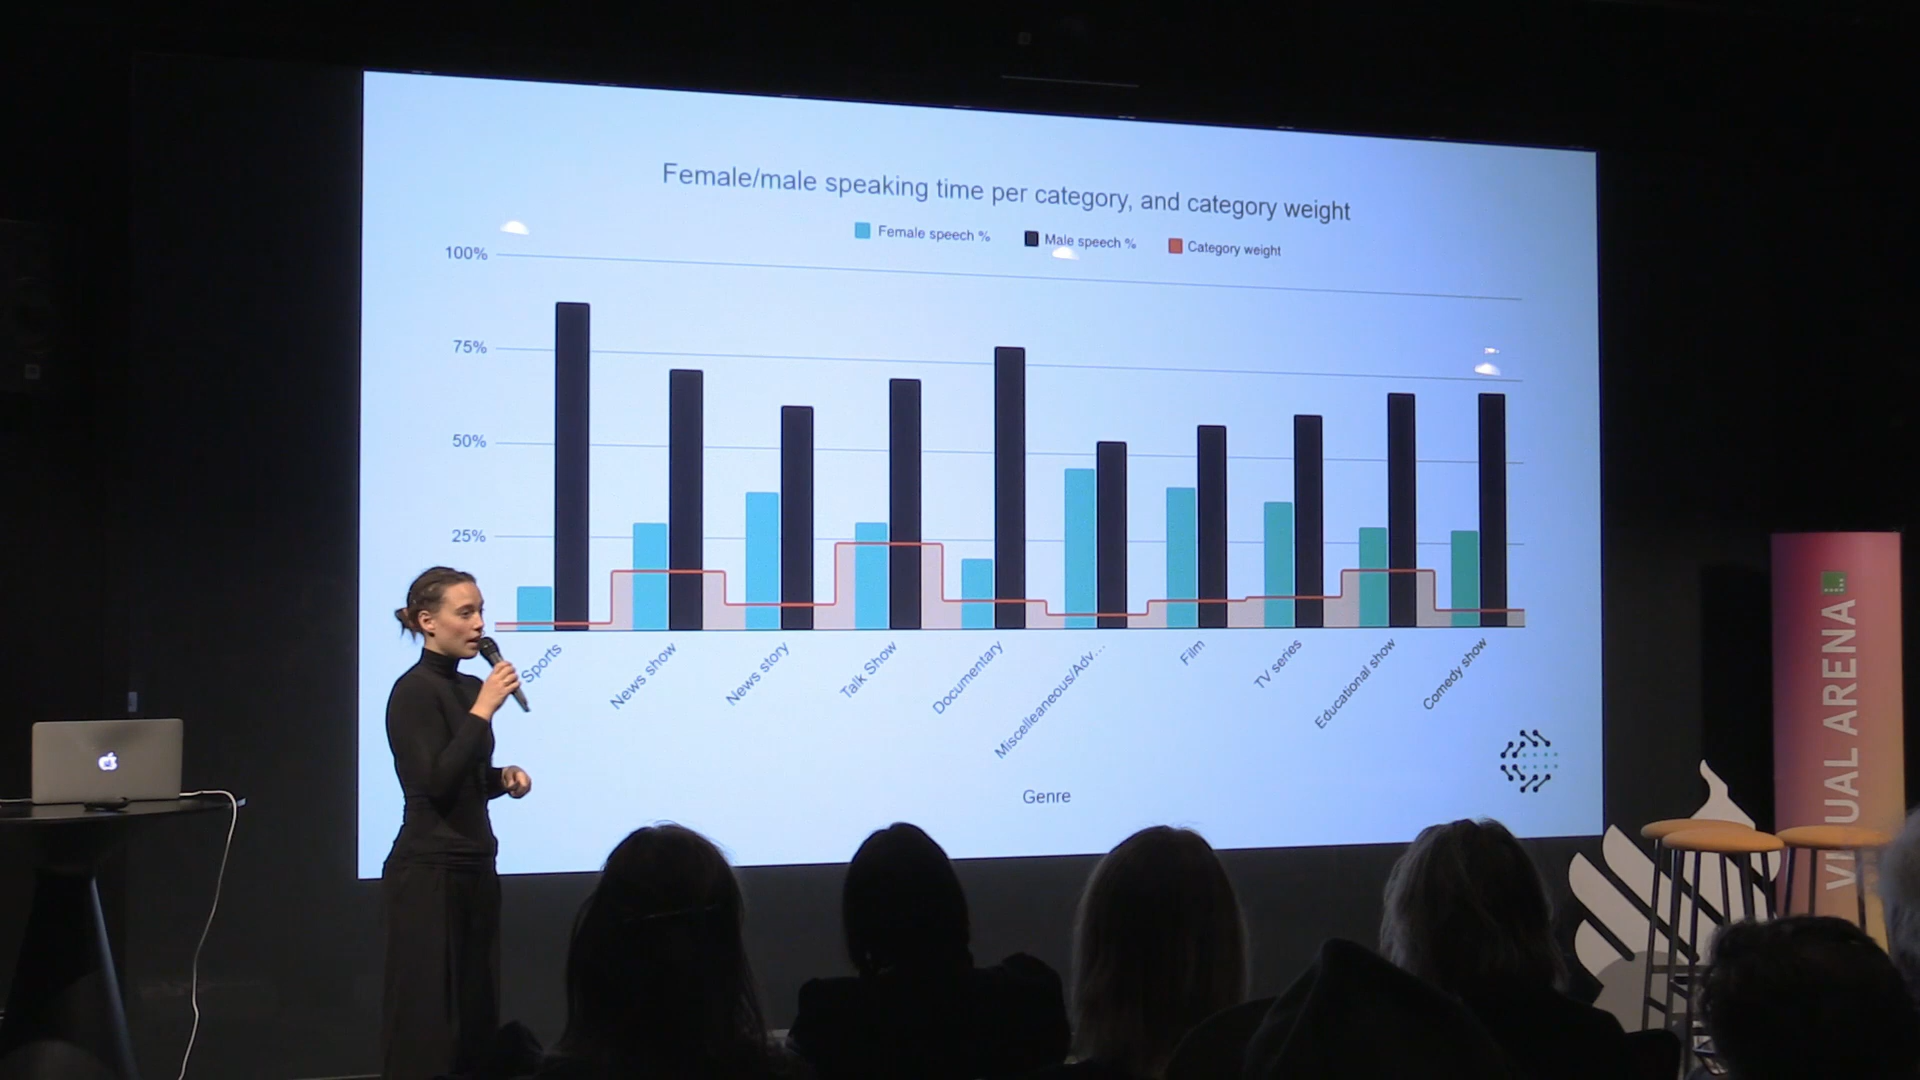 Female/male speaking time per category, and category weight
Female speech %
Male speech %
Category weight
100%
75%
50%
25%
Sports
News show
News story
Talk Show
Documentary
Miscelleaneous/Adv...
Film
TV series
Educational show
Comedy show
Genre
ARENA